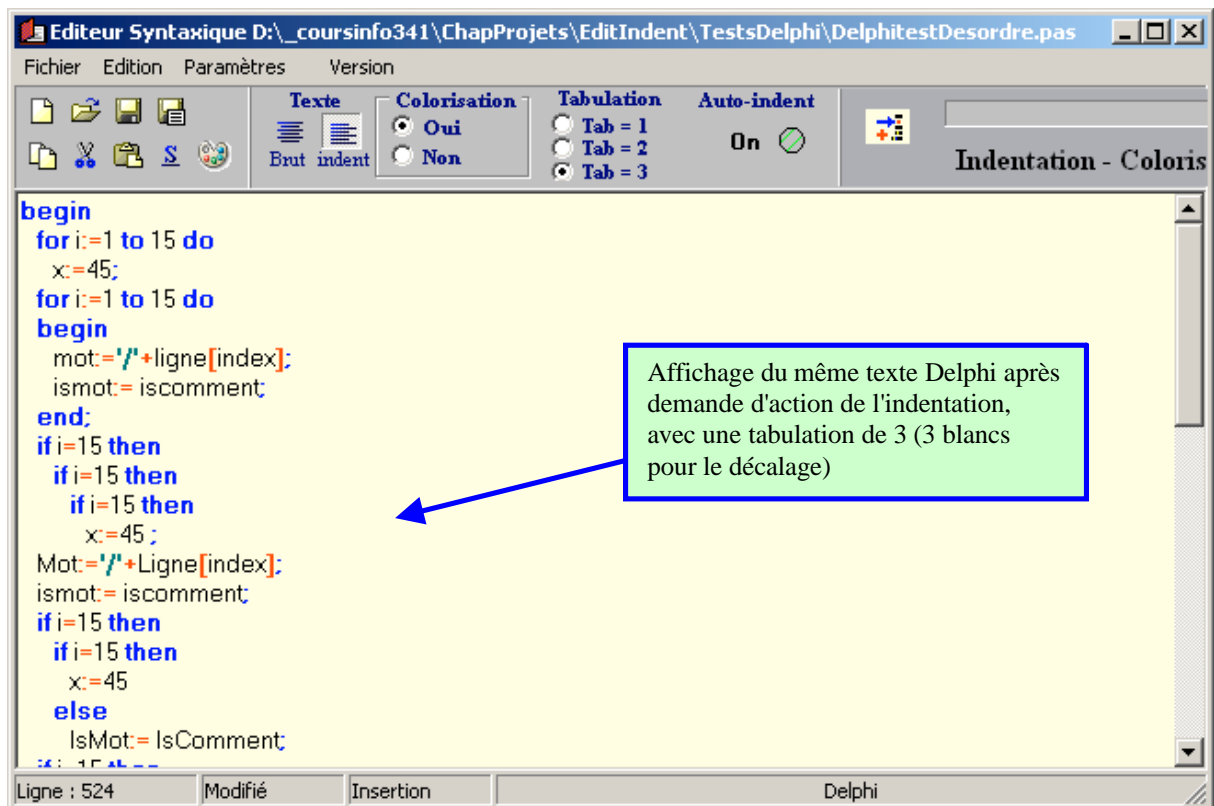 Editeur Syntaxique D:\_coursinfo341\ChapProjets\EditIndent\TestsDelphi\DelphitestDesordre.pas
Fichier Edition Paramètres Version
Texte Colorisation Tabulation Auto-indent
Oui Tab = 1
On
Tab = 2
S Brut indent Non
Tab = 3
Indentation - Coloris
begin
for i:=1 to 15 do
x:=45;
for i:=1 to 15 do
begin
mot:='/'+ligne[index];
ismot:= iscomment;
end;
if i=15 then
if i=15 then
if i=15 then
x:=45 ;
Mot:='/'+Ligne[index];
ismot:= iscomment;
if i=15 then
if i=15 then
x:=45
else
IsMot:= IsComment;
Affichage du même texte Delphi après
demande d'action de l'indentation,
avec une tabulation de 3 (3 blancs
pour le décalage)
Ligne : 524 Modifié Insertion Delphi